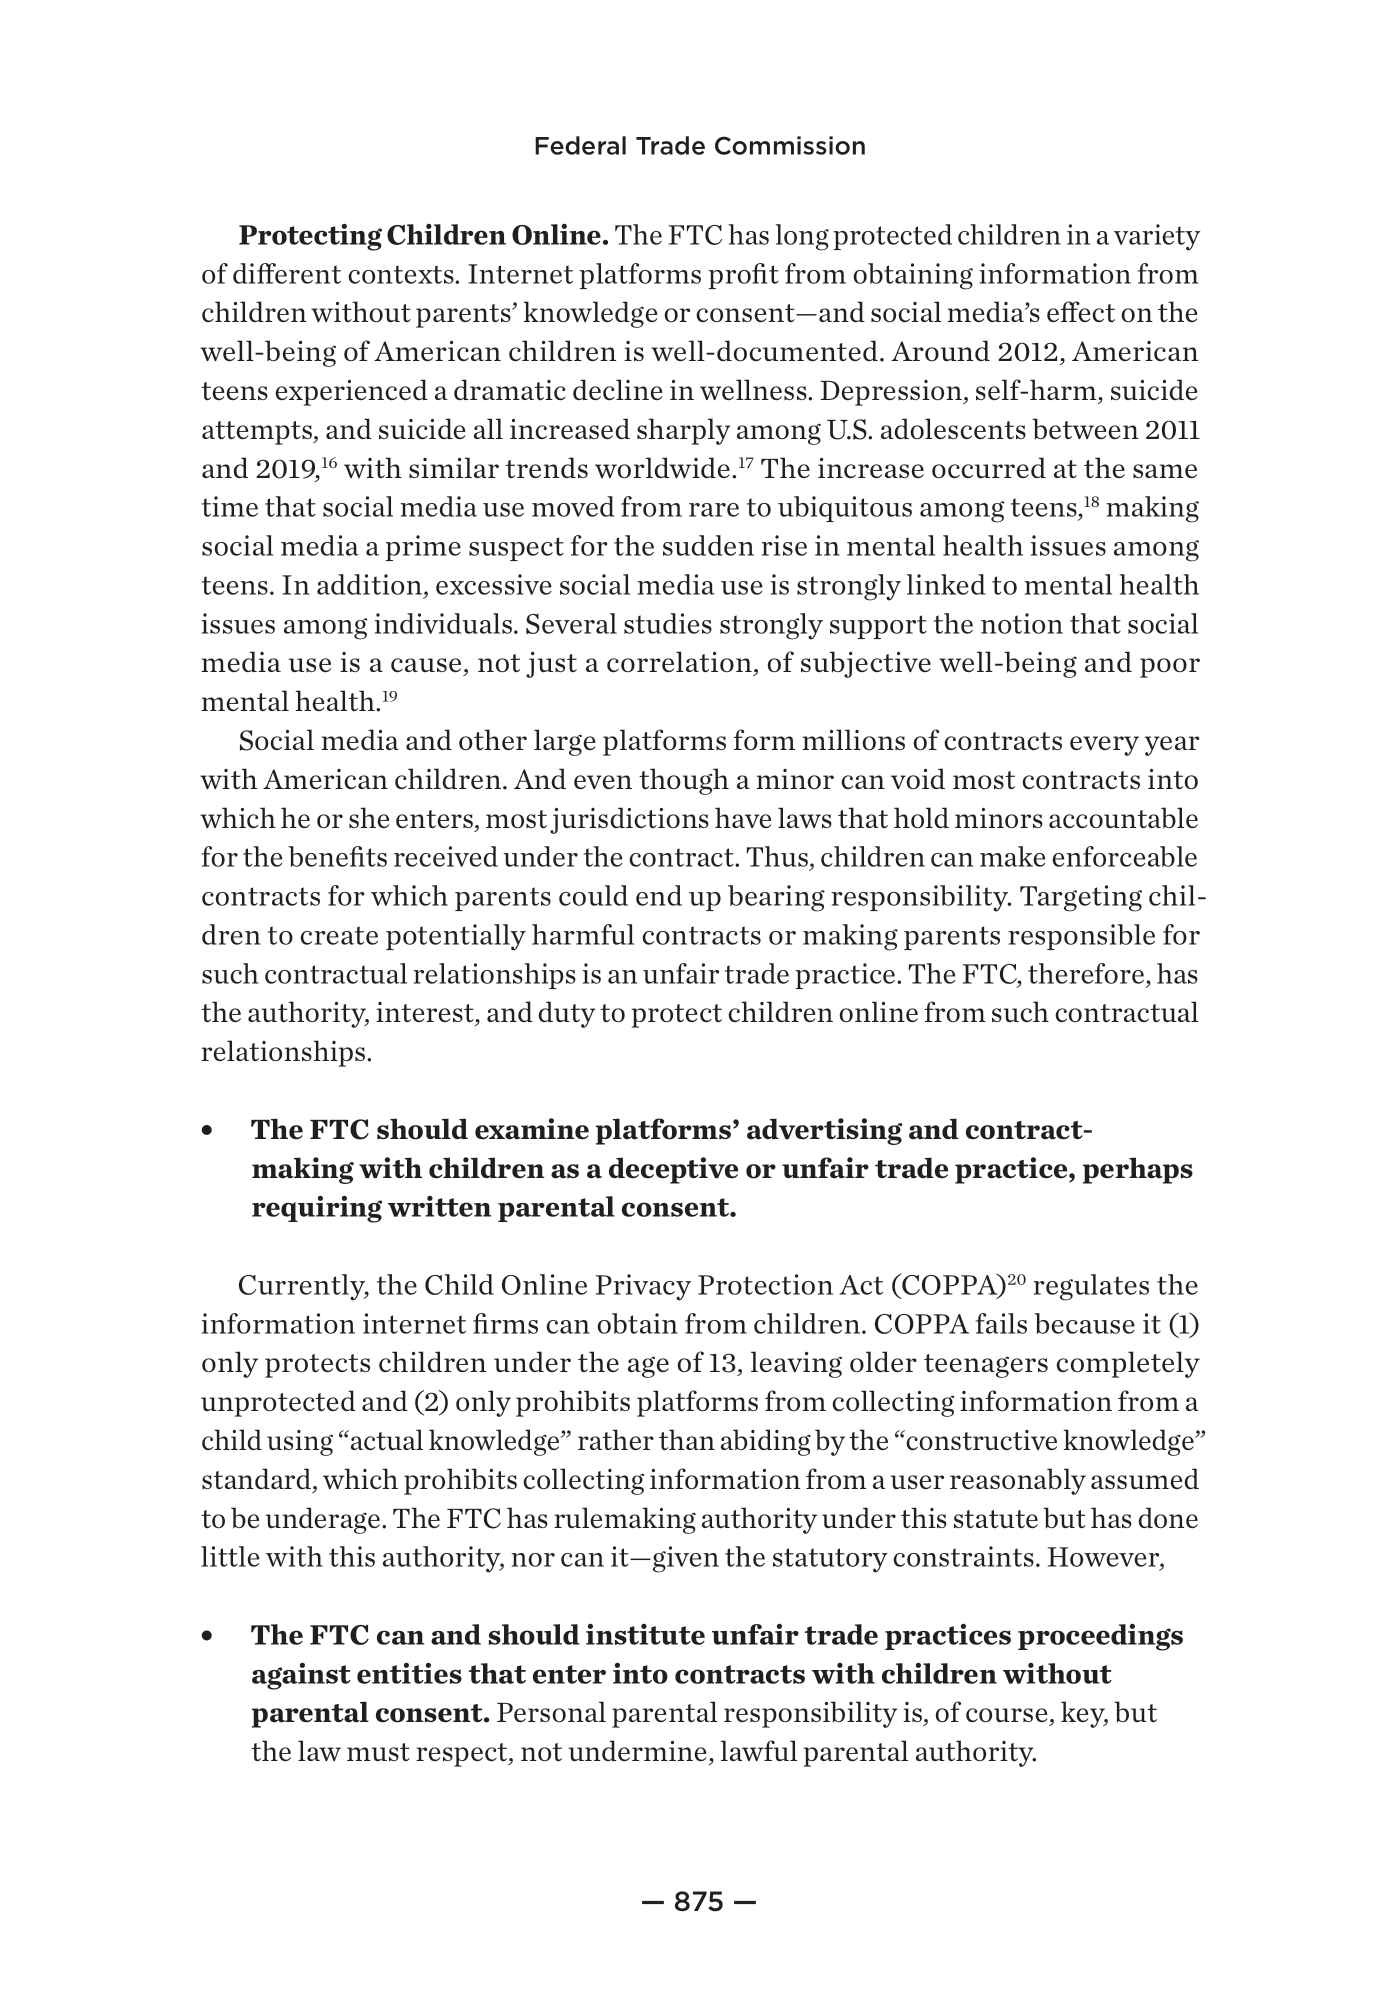 Federal Trade Commission
Protecting Children Online. The FTC has long protected children in a variety
of different contexts. Internet platforms profit from obtaining information from
children without parents’ knowledge or consent—and social media’s effect on the
well-being of American children is well-documented. Around 2012, American
teens experienced a dramatic decline in wellness. Depression, self-harm, suicide
attempts, and suicide all increased sharply among U.S. adolescents between 2011
and 2019,¹⁶ with similar trends worldwide.¹⁷ The increase occurred at the same
time that social media use moved from rare to ubiquitous among teens,¹⁸ making
social media a prime suspect for the sudden rise in mental health issues among
teens. In addition, excessive social media use is strongly linked to mental health
issues among individuals. Several studies strongly support the notion that social
media use is a cause, not just a correlation, of subjective well-being and poor
mental health.¹⁹
Social media and other large platforms form millions of contracts every year
with American children. And even though a minor can void most contracts into
which he or she enters, most jurisdictions have laws that hold minors accountable
for the benefits received under the contract. Thus, children can make enforceable
contracts for which parents could end up bearing responsibility. Targeting chil-
dren to create potentially harmful contracts or making parents responsible for
such contractual relationships is an unfair trade practice. The FTC, therefore, has
the authority, interest, and duty to protect children online from such contractual
relationships.
• The FTC should examine platforms’ advertising and contract-
making with children as a deceptive or unfair trade practice, perhaps
requiring written parental consent.
Currently, the Child Online Privacy Protection Act (COPPA)²⁰ regulates the
information internet firms can obtain from children. COPPA fails because it (1)
only protects children under the age of 13, leaving older teenagers completely
unprotected and (2) only prohibits platforms from collecting information from a
child using “actual knowledge” rather than abiding by the “constructive knowledge”
standard, which prohibits collecting information from a user reasonably assumed
to be underage. The FTC has rulemaking authority under this statute but has done
little with this authority, nor can it—given the statutory constraints. However,
• The FTC can and should institute unfair trade practices proceedings
against entities that enter into contracts with children without
parental consent. Personal parental responsibility is, of course, key, but
the law must respect, not undermine, lawful parental authority.
— 875 —